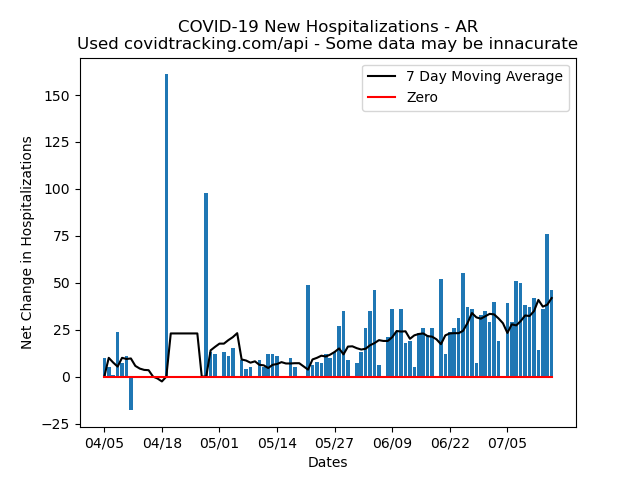 COVID-19 New Hospitalizations - AR
Used covidtracking.com/api - Some data may be innacurate
7 Day Moving Average
Zero
Net Change in Hospitalizations
150
125
100
75
50
25
0
−25
04/05 04/18 05/01 05/14 05/27 06/09 06/22 07/05
Dates